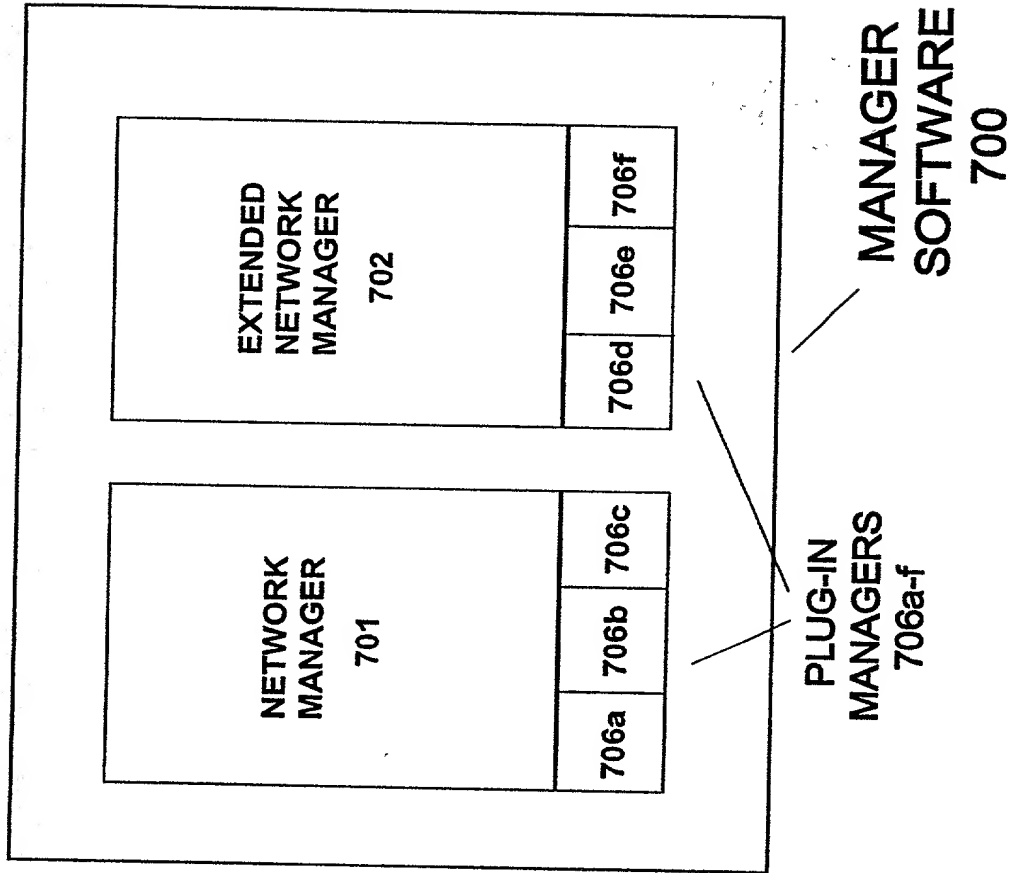 NETWORK
MANAGER
701
706a
706b
706c
EXTENDED
NETWORK
MANAGER
702
706d
706e
706f
PLUG-IN
MANAGERS
706a-f
MANAGER
SOFTWARE
700